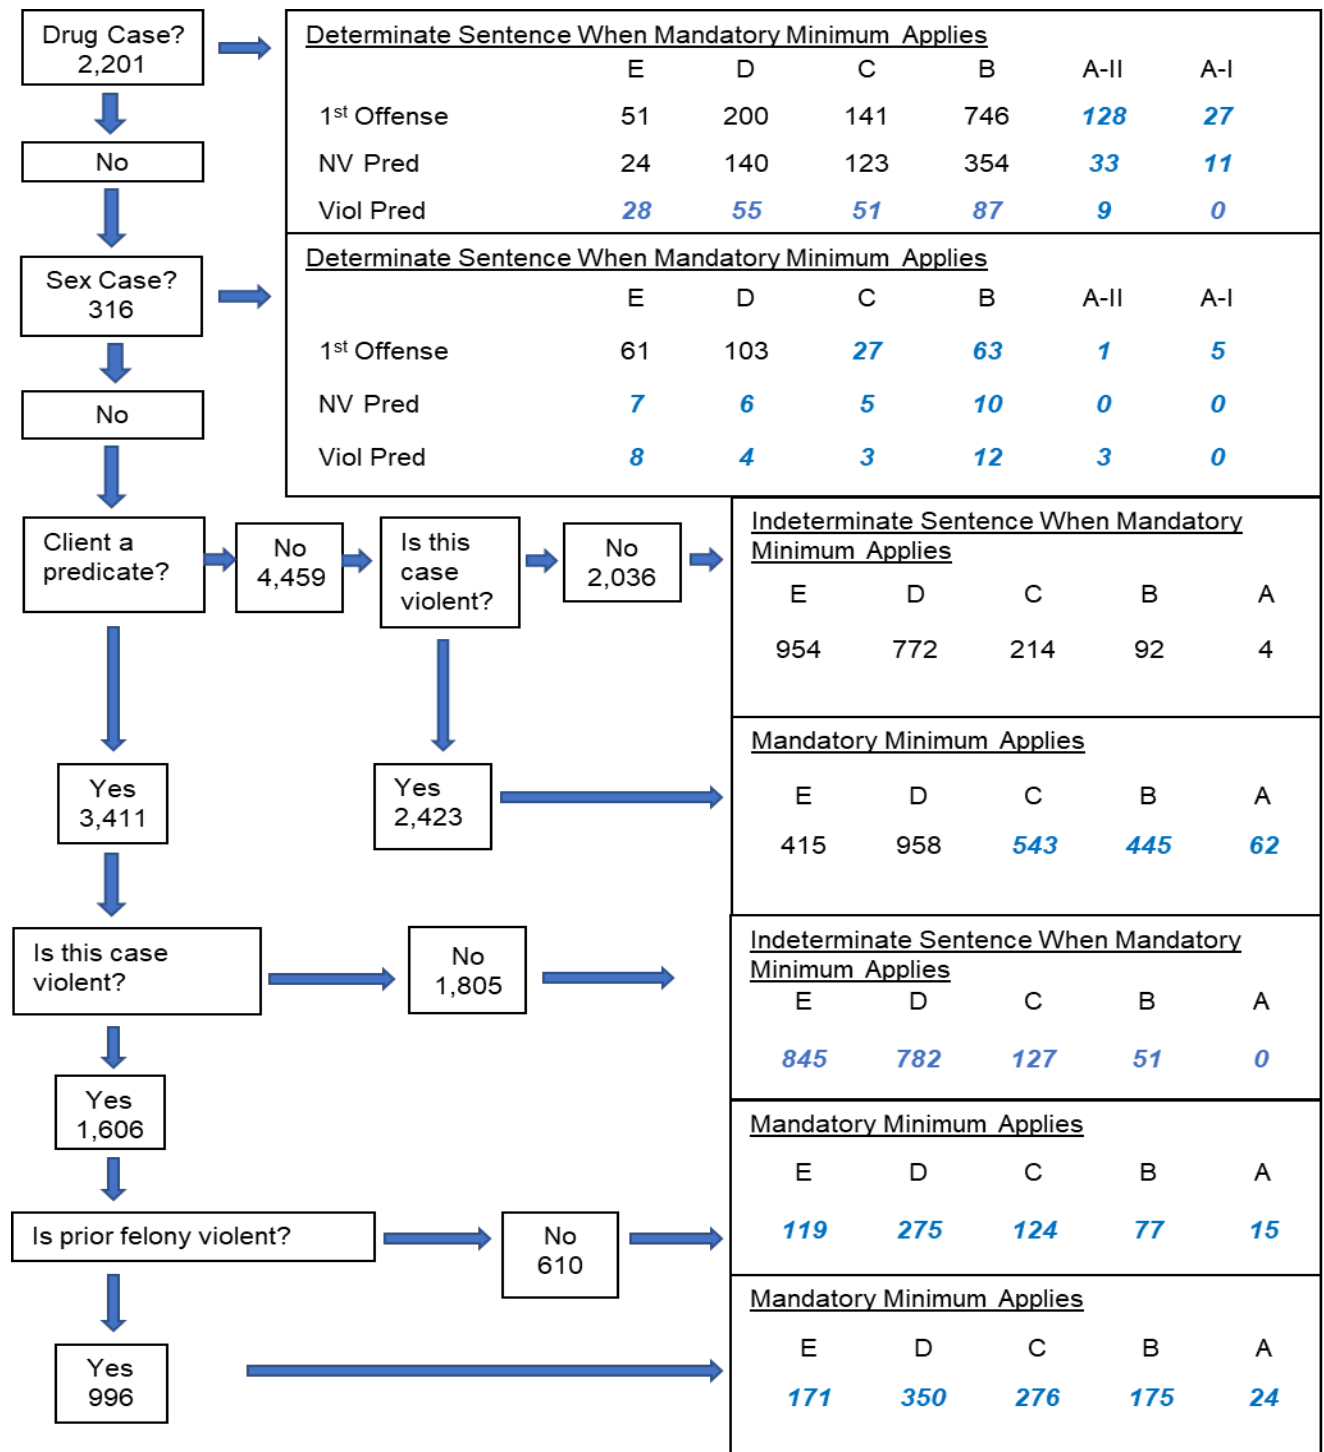 Drug Case?
2,201
Determinate Sentence When Mandatory Minimum Applies
E D C B A-II A-I
1st Offense 51 200 141 746 128 27
NV Pred 24 140 123 354 33 11
Viol Pred 28 55 51 87 9 0
No
Sex Case?
316
Determinate Sentence When Mandatory Minimum Applies
E D C B A-II A-I
1st Offense 61 103 27 63 1 5
NV Pred 7 6 5 10 0 0
Viol Pred 8 4 3 12 3 0
No
Client a
predicate?
No
4,459
Is this
case
violent?
No
2,036
Indeterminate Sentence When Mandatory
Minimum Applies
E D C B A
954 772 214 92 4
Yes
3,411
Yes
2,423
Mandatory Minimum Applies
E D C B A
415 958 543 445 62
Is this case
violent?
No
1,805
Indeterminate Sentence When Mandatory
Minimum Applies
E D C B A
845 782 127 51 0
Yes
1,606
Mandatory Minimum Applies
E D C B A
119 275 124 77 15
Is prior felony violent?
No
610
Yes
996
Mandatory Minimum Applies
E D C B A
171 350 276 175 24